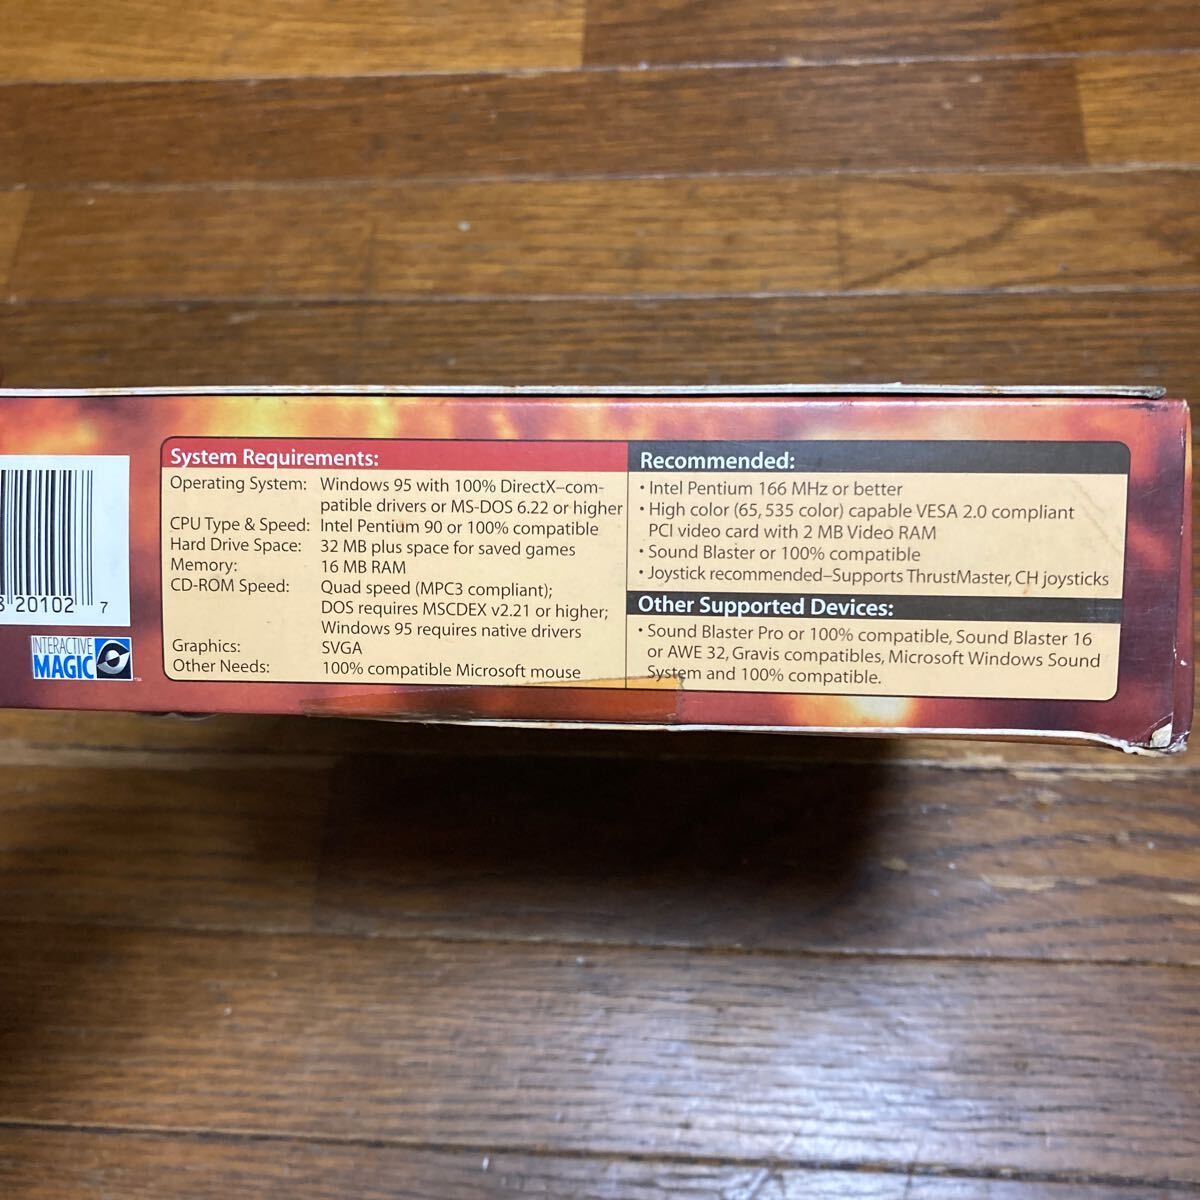 System Requirements:
Operating System: Windows 95 with 100% DirectX–com-
patible drivers or MS-DOS 6.22 or higher
CPU Type & Speed: Intel Pentium 90 or 100% compatible
Hard Drive Space: 32 MB plus space for saved games
Memory: 16 MB RAM
CD-ROM Speed: Quad speed (MPC3 compliant);
DOS requires MSCDEX v2.21 or higher;
Windows 95 requires native drivers
Graphics: SVGA
Other Needs: 100% compatible Microsoft mouse
Recommended:
• Intel Pentium 166 MHz or better
• High color (65,535 color) capable VESA 2.0 compliant
PCI video card with 2 MB Video RAM
• Sound Blaster or 100% compatible
• Joystick recommended–Supports ThrustMaster, CH joysticks
Other Supported Devices:
• Sound Blaster Pro or 100% compatible, Sound Blaster 16
or AWE 32, Gravis compatibles, Microsoft Windows Sound
System and 100% compatible.
20102 7
INTERACTIVE
MAGIC